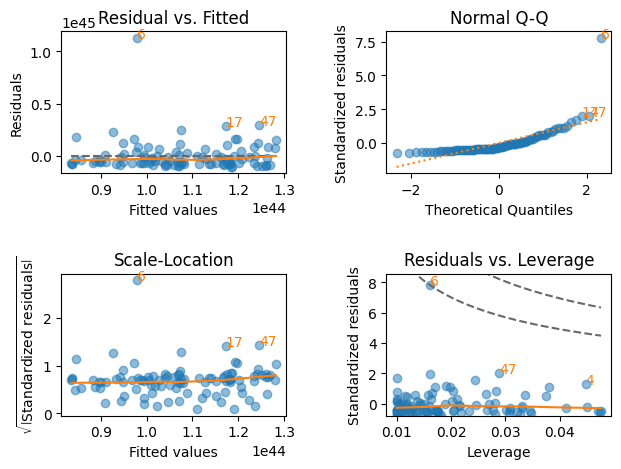 Residual vs. Fitted
1e45
Residuals
1.0
0.5
0.0
6
17
47
0.9
1.0
1.1
1.2
1.3
1e44
Fitted values
Normal Q-Q
Standardized residuals
7.5
5.0
2.5
0.0
6
17
47
−2
0
2
Theoretical Quantiles
Scale-Location
√|Standardized residuals|
2
1
0
6
17
47
0.9
1.0
1.1
1.2
1.3
1e44
Fitted values
Residuals vs. Leverage
Standardized residuals
8
6
4
2
0
6
47
4
0.01
0.02
0.03
0.04
Leverage